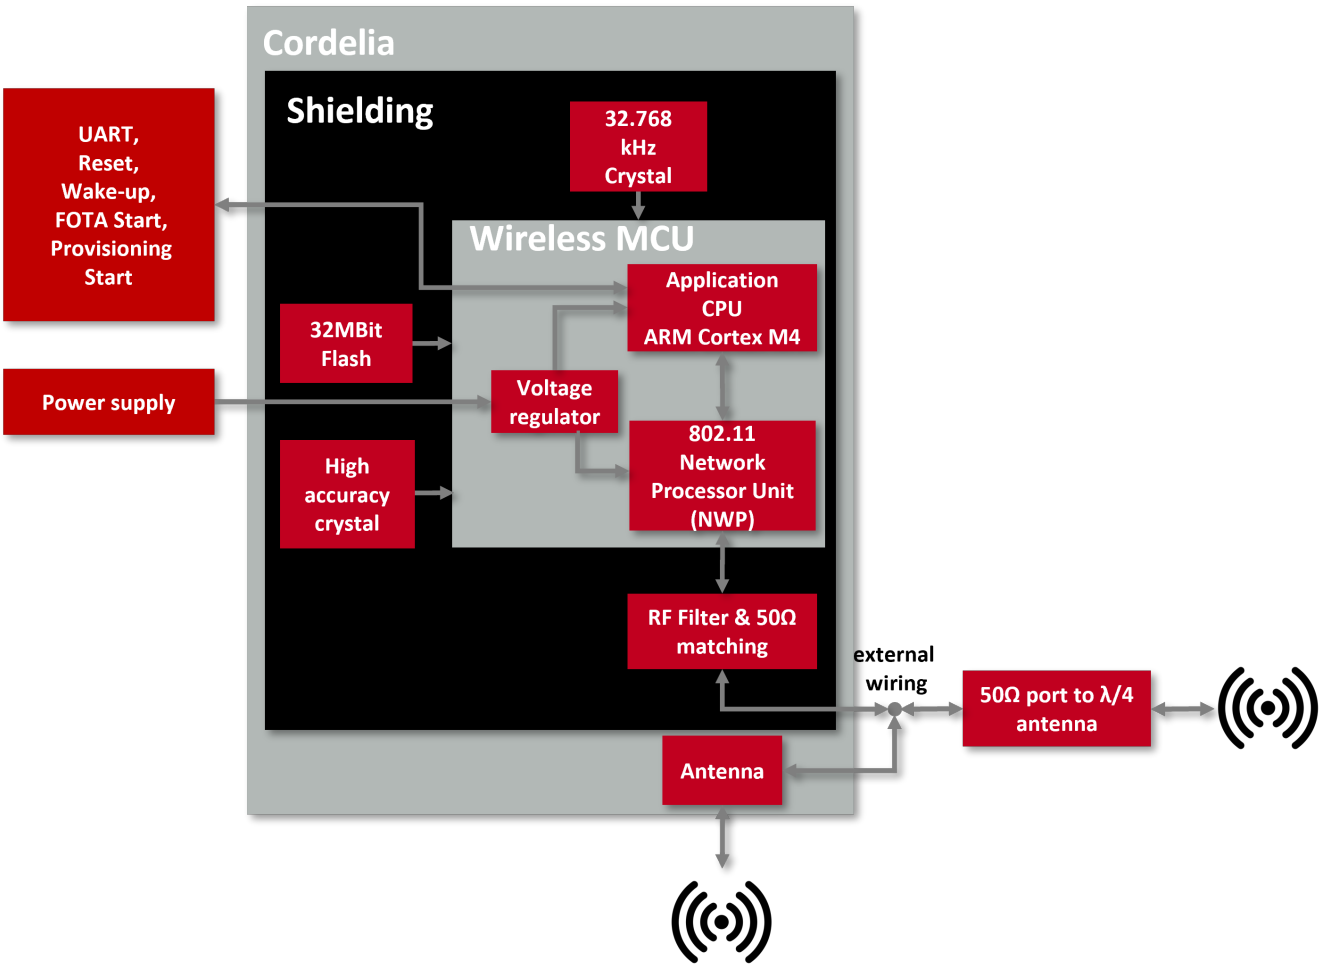 Cordelia
Shielding
UART,
Reset,
Wake-up,
FOTA Start,
Provisioning
Start
32.768
kHz
Crystal
Wireless MCU
Application
CPU
ARM Cortex M4
32MBit
Flash
Power supply
Voltage
regulator
802.11
Network
Processor Unit
(NWP)
High
accuracy
crystal
RF Filter & 50Ω
matching
external
wiring
50Ω port to λ/4
antenna
Antenna